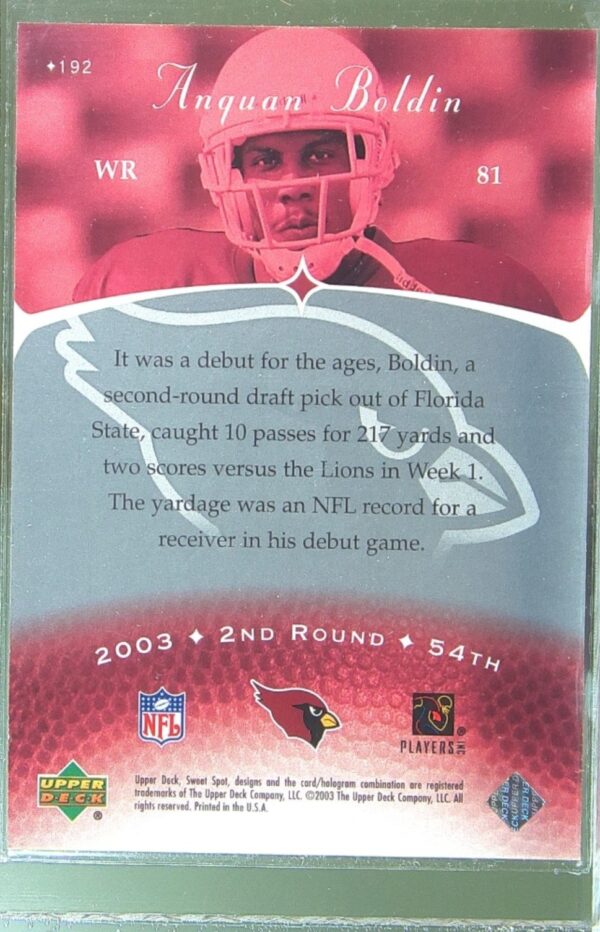 ✦192
Anquan Boldin
WR
81
It was a debut for the ages, Boldin, a
second-round draft pick out of Florida
State, caught 10 passes for 217 yards and
two scores versus the Lions in Week 1.
The yardage was an NFL record for a
receiver in his debut game.
2003 ✦ 2ND ROUND ✦ 54TH
NFL
PLAYERS INC ®
UPPER
DECK
®
Upper Deck, Sweet Spot, designs and the card/hologram combination are registered
trademarks of The Upper Deck Company, LLC. ©2003 The Upper Deck Company, LLC. All
rights reserved. Printed in the U.S.A.